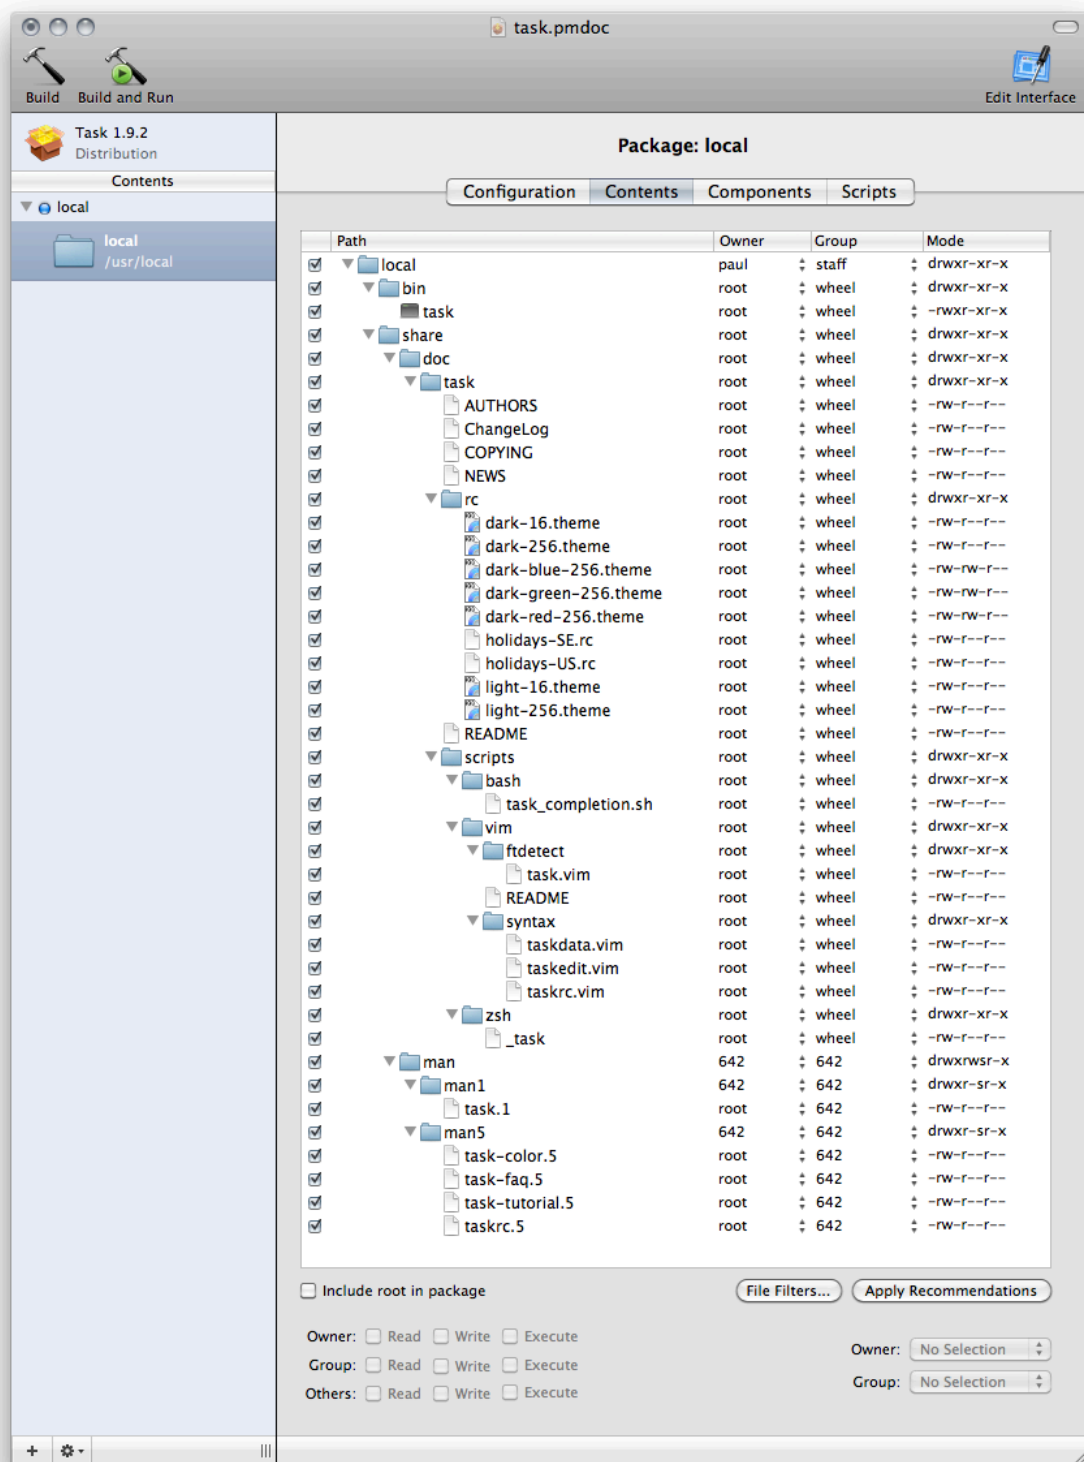 task.pmdoc
Build Build and Run Edit Interface
Task 1.9.2
Distribution
Contents
local
local
/usr/local
Package: local
Configuration Contents Components Scripts
Path Owner Group Mode
local paul staff drwxr-xr-x
bin root wheel drwxr-xr-x
task root wheel -rwxr-xr-x
share root wheel drwxr-xr-x
doc root wheel drwxr-xr-x
task root wheel drwxr-xr-x
AUTHORS root wheel -rw-r--r--
ChangeLog root wheel -rw-r--r--
COPYING root wheel -rw-r--r--
NEWS root wheel -rw-r--r--
rc root wheel drwxr-xr-x
dark-16.theme root wheel -rw-r--r--
dark-256.theme root wheel -rw-r--r--
dark-blue-256.theme root wheel -rw-rw-r--
dark-green-256.theme root wheel -rw-rw-r--
dark-red-256.theme root wheel -rw-rw-r--
holidays-SE.rc root wheel -rw-r--r--
holidays-US.rc root wheel -rw-r--r--
light-16.theme root wheel -rw-r--r--
light-256.theme root wheel -rw-r--r--
README root wheel -rw-r--r--
scripts root wheel drwxr-xr-x
bash root wheel drwxr-xr-x
task_completion.sh root wheel -rw-r--r--
vim root wheel drwxr-xr-x
ftdetect root wheel drwxr-xr-x
task.vim root wheel -rw-r--r--
README root wheel -rw-r--r--
syntax root wheel drwxr-xr-x
taskdata.vim root wheel -rw-r--r--
taskedit.vim root wheel -rw-r--r--
taskrc.vim root wheel -rw-r--r--
zsh root wheel drwxr-xr-x
_task root wheel -rw-r--r--
man 642 642 drwxrwsr-x
man1 642 642 drwxr-sr-x
task.1 root 642 -rw-r--r--
man5 642 642 drwxr-sr-x
task-color.5 root 642 -rw-r--r--
task-faq.5 root 642 -rw-r--r--
task-tutorial.5 root 642 -rw-r--r--
taskrc.5 root 642 -rw-r--r--
Include root in package File Filters... Apply Recommendations
Owner: Read Write Execute
Group: Read Write Execute
Others: Read Write Execute
Owner: No Selection
Group: No Selection